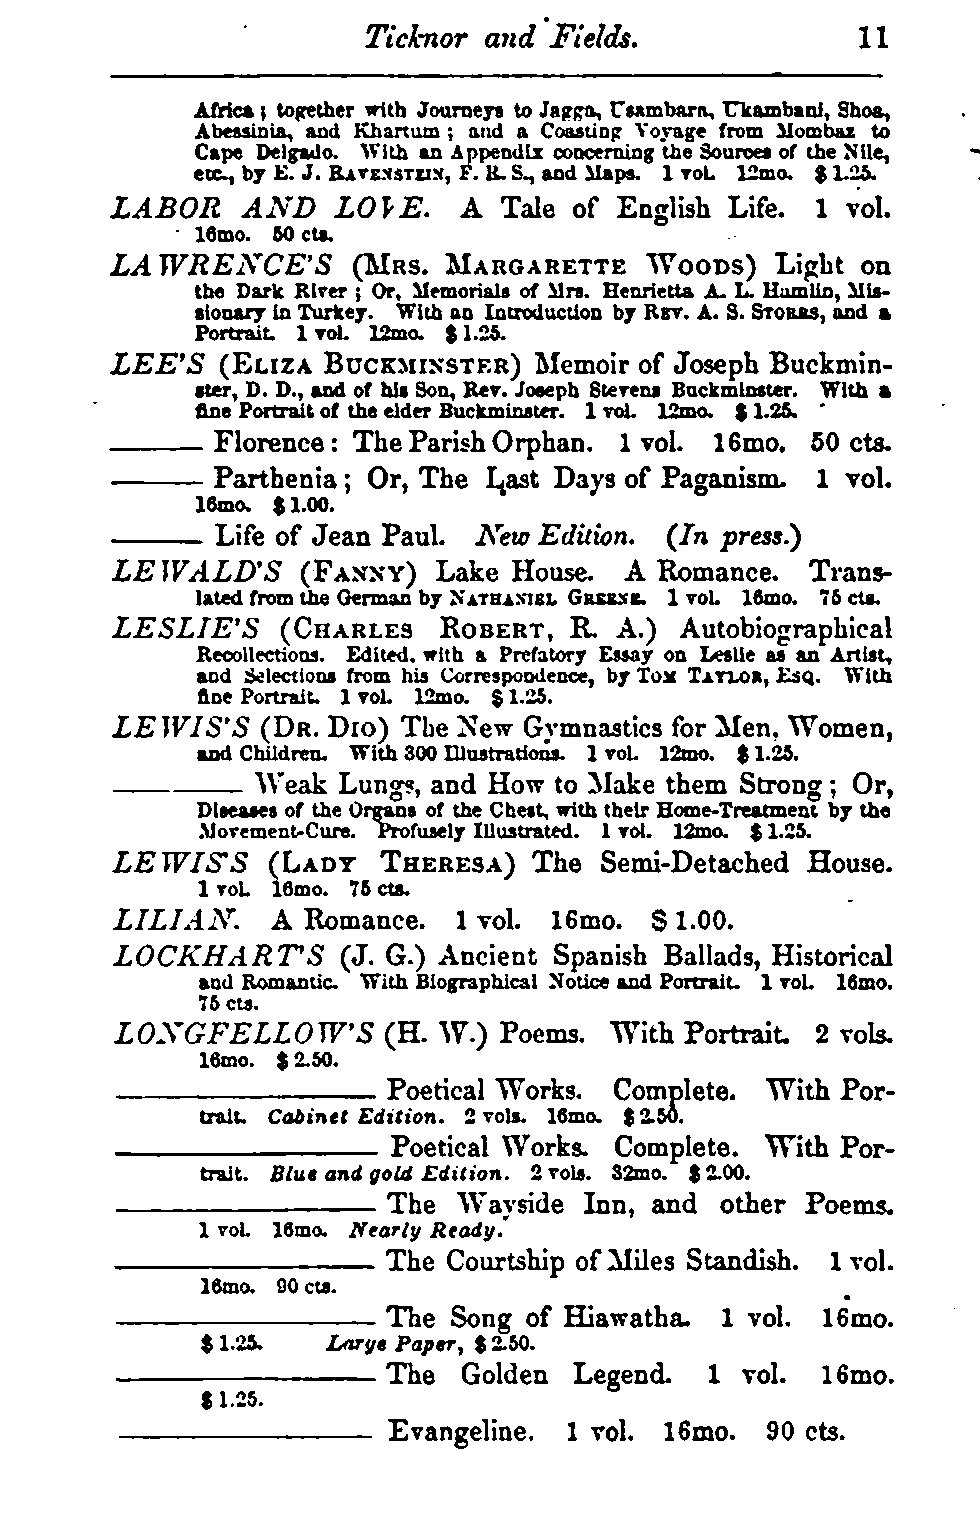 Ticknor and Fields. 11
Africa; together with Journeys to Jagga, Usambara, Ukambani, Shoa,
Abessinia, and Khartum; and a Coasting Voyage from Mombaz to
Cape Delgado. With an Appendix concerning the Sources of the Nile,
etc., by E. J. RAVENSTEIN, F. R. S., and Maps. 1 vol. 12mo. $1.25.
LABOR AND LOVE. A Tale of English Life. 1 vol.
16mo. 50 cts.
LAWRENCE'S (MRS. MARGARETTE WOODS) Light on
the Dark River; Or, Memorials of Mrs. Henrietta A. L. Hamlin, Mis-
sionary in Turkey. With an Introduction by REV. A. S. STORRS, and a
Portrait. 1 vol. 12mo. $1.25.
LEE'S (ELIZA BUCKMINSTER) Memoir of Joseph Buckmin-
ster, D. D., and of his Son, Rev. Joseph Stevens Buckminster. With a
fine Portrait of the elder Buckminster. 1 vol. 12mo. $1.25.
——— Florence: The Parish Orphan. 1 vol. 16mo. 50 cts.
——— Parthenia; Or, The Last Days of Paganism. 1 vol.
16mo. $1.00.
——— Life of Jean Paul. New Edition. (In press.)
LEWALD'S (FANNY) Lake House. A Romance. Trans-
lated from the German by NATHANIEL GREENE. 1 vol. 16mo. 75 cts.
LESLIE'S (CHARLES ROBERT, R. A.) Autobiographical
Recollections. Edited, with a Prefatory Essay on Leslie as an Artist,
and Selections from his Correspondence, by TOM TAYLOR, ESQ. With
fine Portrait. 1 vol. 12mo. $1.25.
LEWIS'S (DR. DIO) The New Gymnastics for Men, Women,
and Children. With 300 Illustrations. 1 vol. 12mo. $1.25.
———— Weak Lungs, and How to Make them Strong; Or,
Diseases of the Organs of the Chest, with their Home-Treatment by the
Movement-Cure. Profusely Illustrated. 1 vol. 12mo. $1.25.
LEWIS'S (LADY THERESA) The Semi-Detached House.
1 vol. 16mo. 75 cts.
LILIAN. A Romance. 1 vol. 16mo. $1.00.
LOCKHART'S (J. G.) Ancient Spanish Ballads, Historical
and Romantic. With Biographical Notice and Portrait. 1 vol. 16mo.
75 cts.
LONGFELLOW'S (H. W.) Poems. With Portrait. 2 vols.
16mo. $2.50.
———— Poetical Works. Complete. With Por-
trait. Cabinet Edition. 2 vols. 16mo. $2.50.
———— Poetical Works. Complete. With Por-
trait. Blue and gold Edition. 2 vols. 32mo. $2.00.
———— The Wayside Inn, and other Poems.
1 vol. 16mo. Nearly Ready.
———— The Courtship of Miles Standish. 1 vol.
16mo. 90 cts.
———— The Song of Hiawatha. 1 vol. 16mo.
$1.25. Large Paper, $2.50.
———— The Golden Legend. 1 vol. 16mo.
$1.25.
———— Evangeline. 1 vol. 16mo. 90 cts.